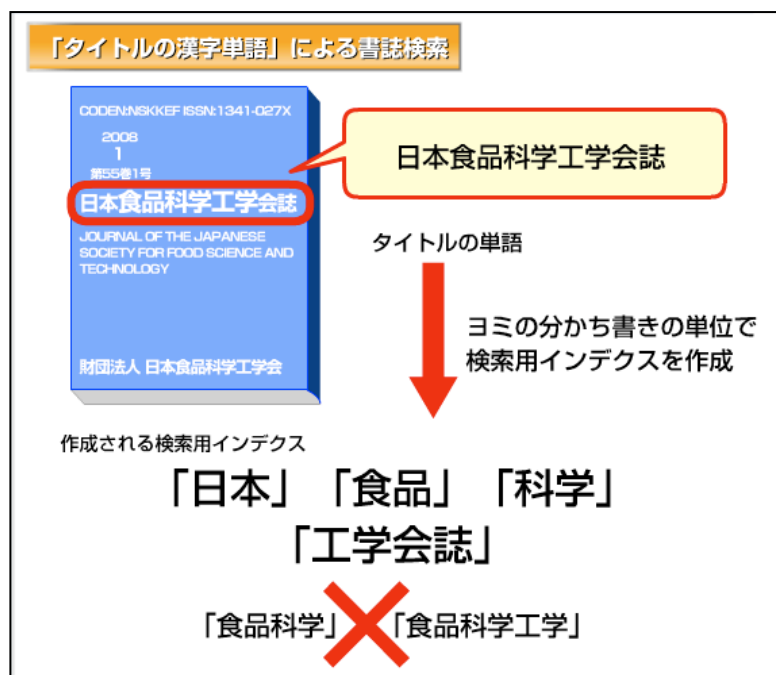 「タイトルの漢字単語」による書誌検索
CODEN:NSKKEF ISSN:1341-027X
2008
1
第55巻1号
日本食品科学工学会誌
JOURNAL OF THE JAPANESE
SOCIETY FOR FOOD SCIENCE AND
TECHNOLOGY
財団法人 日本食品科学工学会
日本食品科学工学会誌
タイトルの単語
ヨミの分かち書きの単位で
検索用インデクスを作成
作成される検索用インデクス
「日本」 「食品」 「科学」
「工学会誌」
「食品科学」 「食品科学工学」